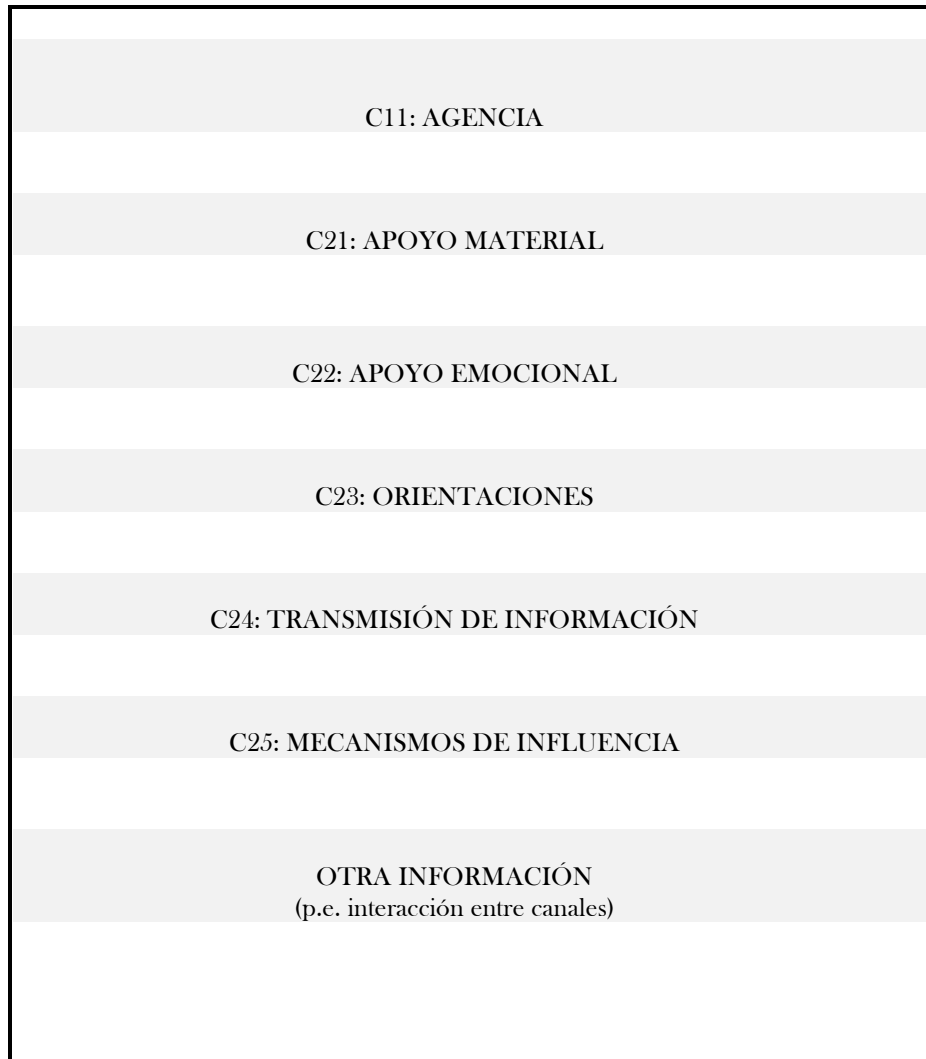 C11: AGENCIA
C21: APOYO MATERIAL
C22: APOYO EMOCIONAL
C23: ORIENTACIONES
C24: TRANSMISIÓN DE INFORMACIÓN
C25: MECANISMOS DE INFLUENCIA
OTRA INFORMACIÓN
(p.e. interacción entre canales)